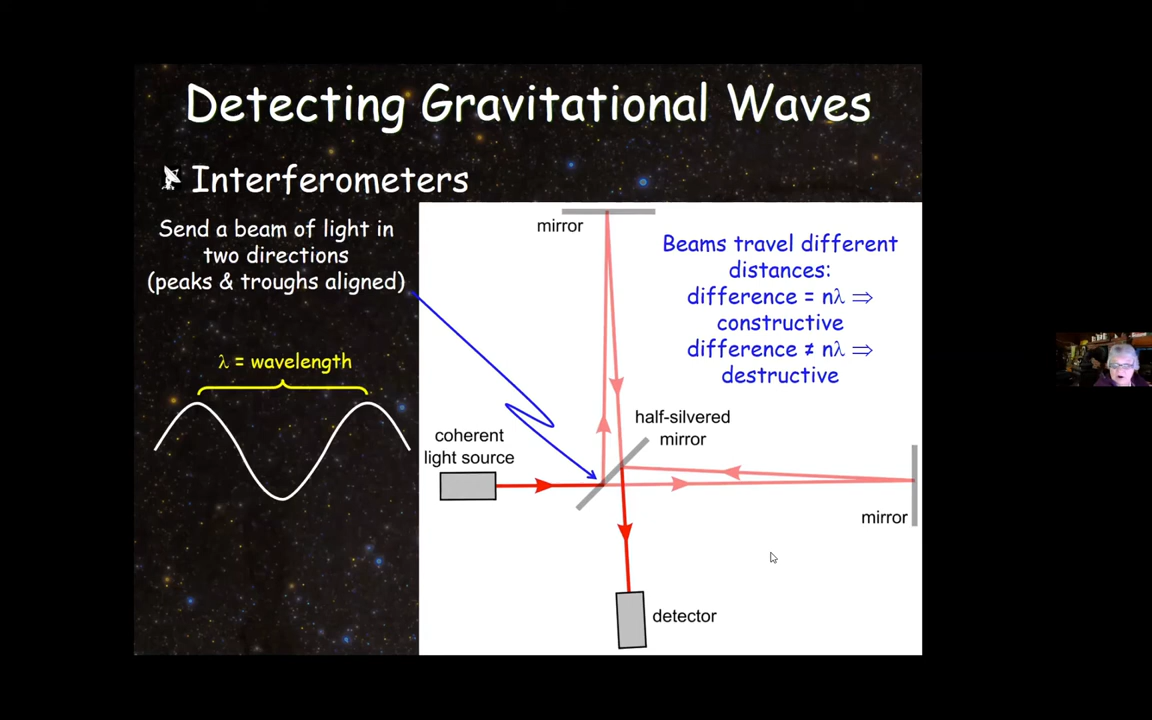 Detecting Gravitational Waves
Interferometers
Send a beam of light in
two directions
(peaks & troughs aligned)
λ = wavelength
mirror
Beams travel different
distances:
difference = nλ ⇒
constructive
difference ≠ nλ ⇒
destructive
half-silvered
mirror
coherent
light source
mirror
detector